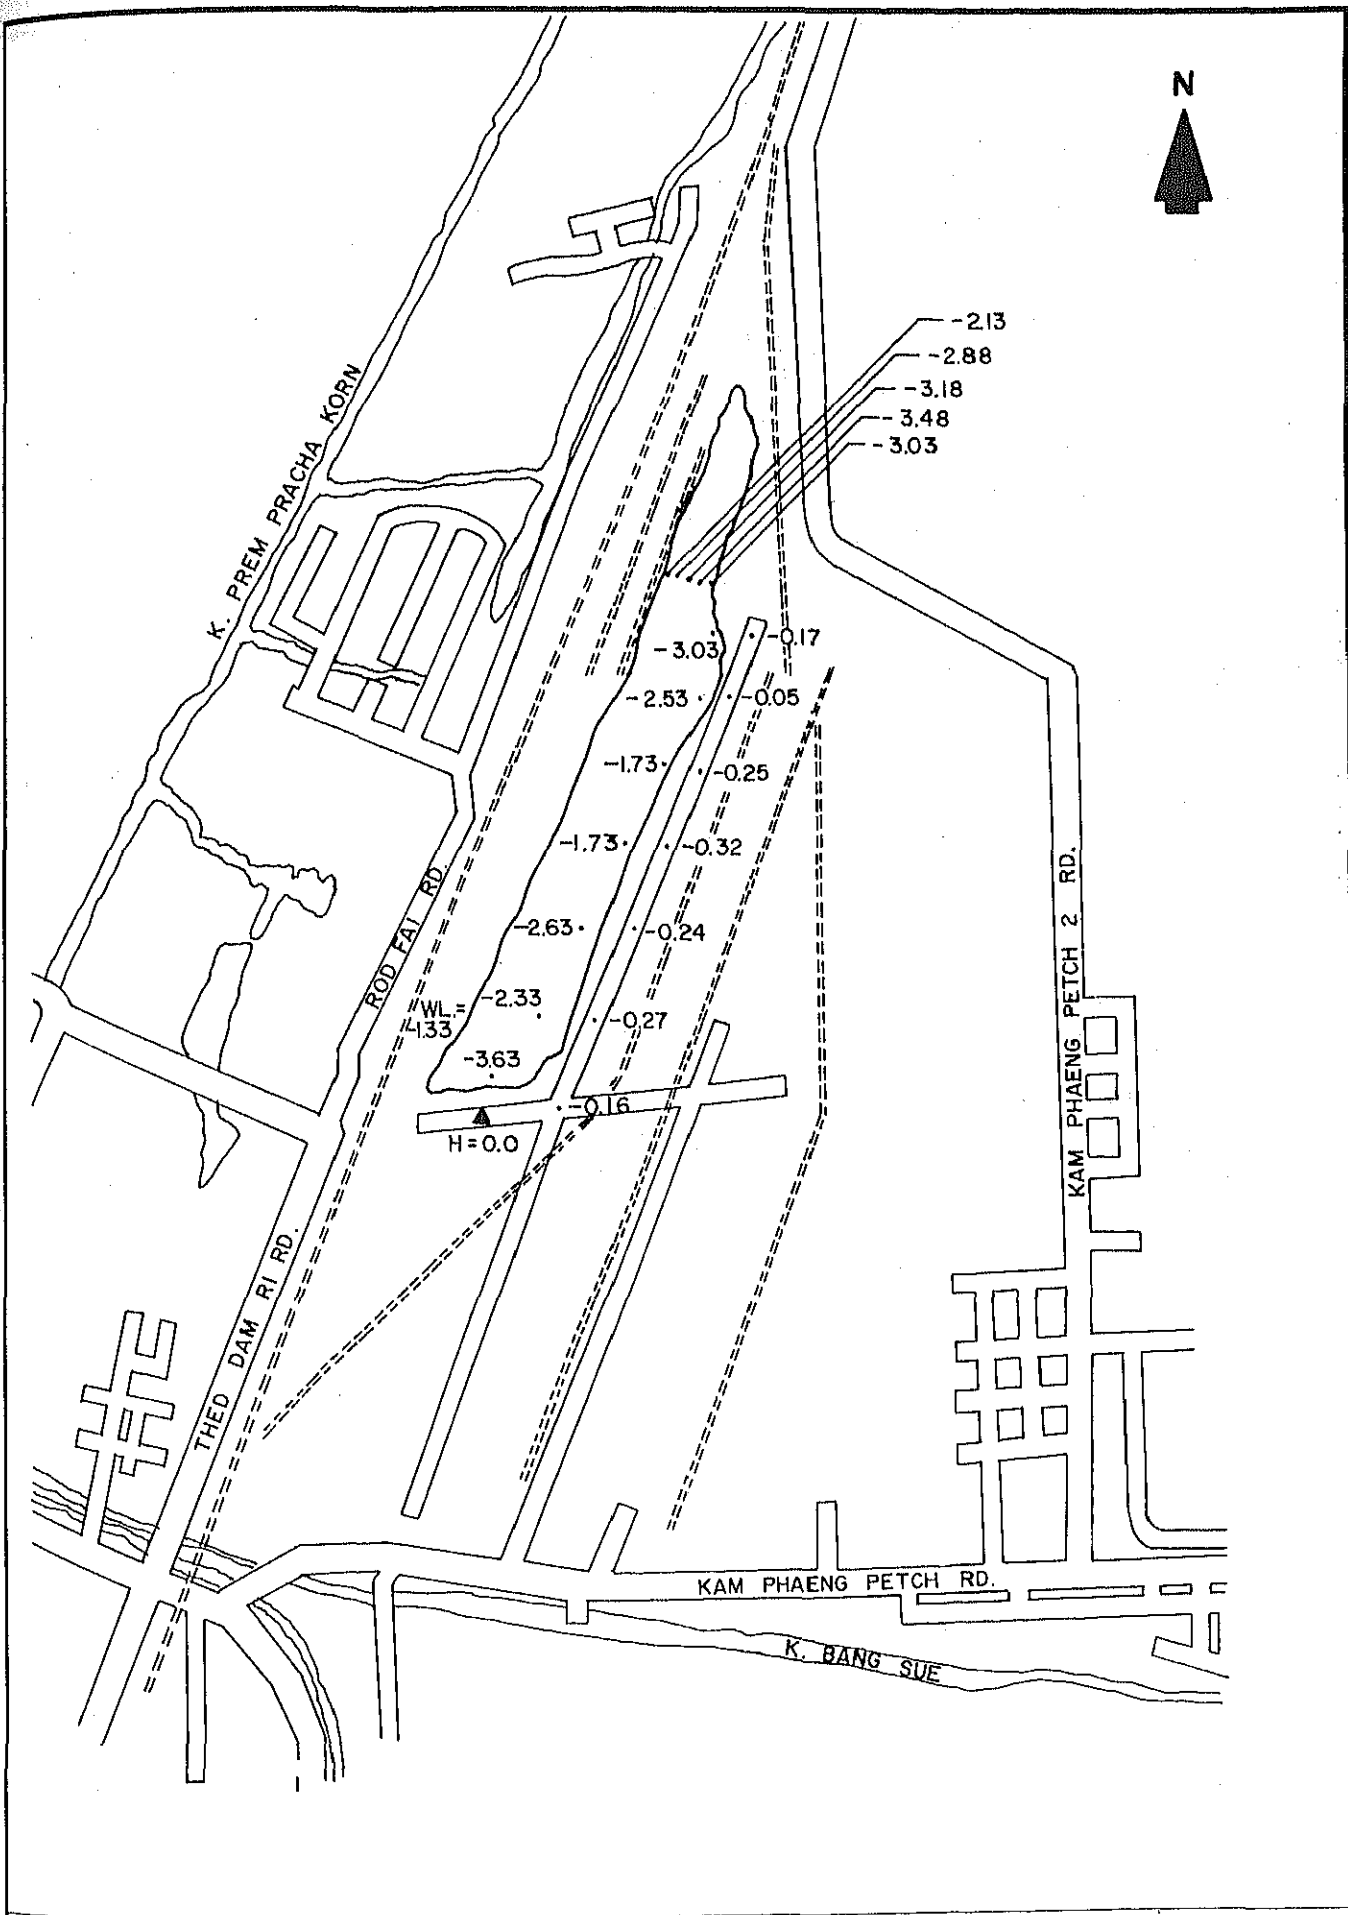 N
-2.13
-2.88
-3.18
-3.48
-3.03
K. PREM PRACHA KORN
-3.03
-0.17
-2.53
-0.05
-1.73
-0.25
-1.73
-0.32
-2.63
-0.24
ROD FAI RD.
KAM PHAENG PETCH 2 RD.
WL.=
-1.33
-2.33
-0.27
-3.63
-0.16
H = 0.0
THED DAM RI RD.
KAM PHAENG PETCH RD.
K. BANG SUE